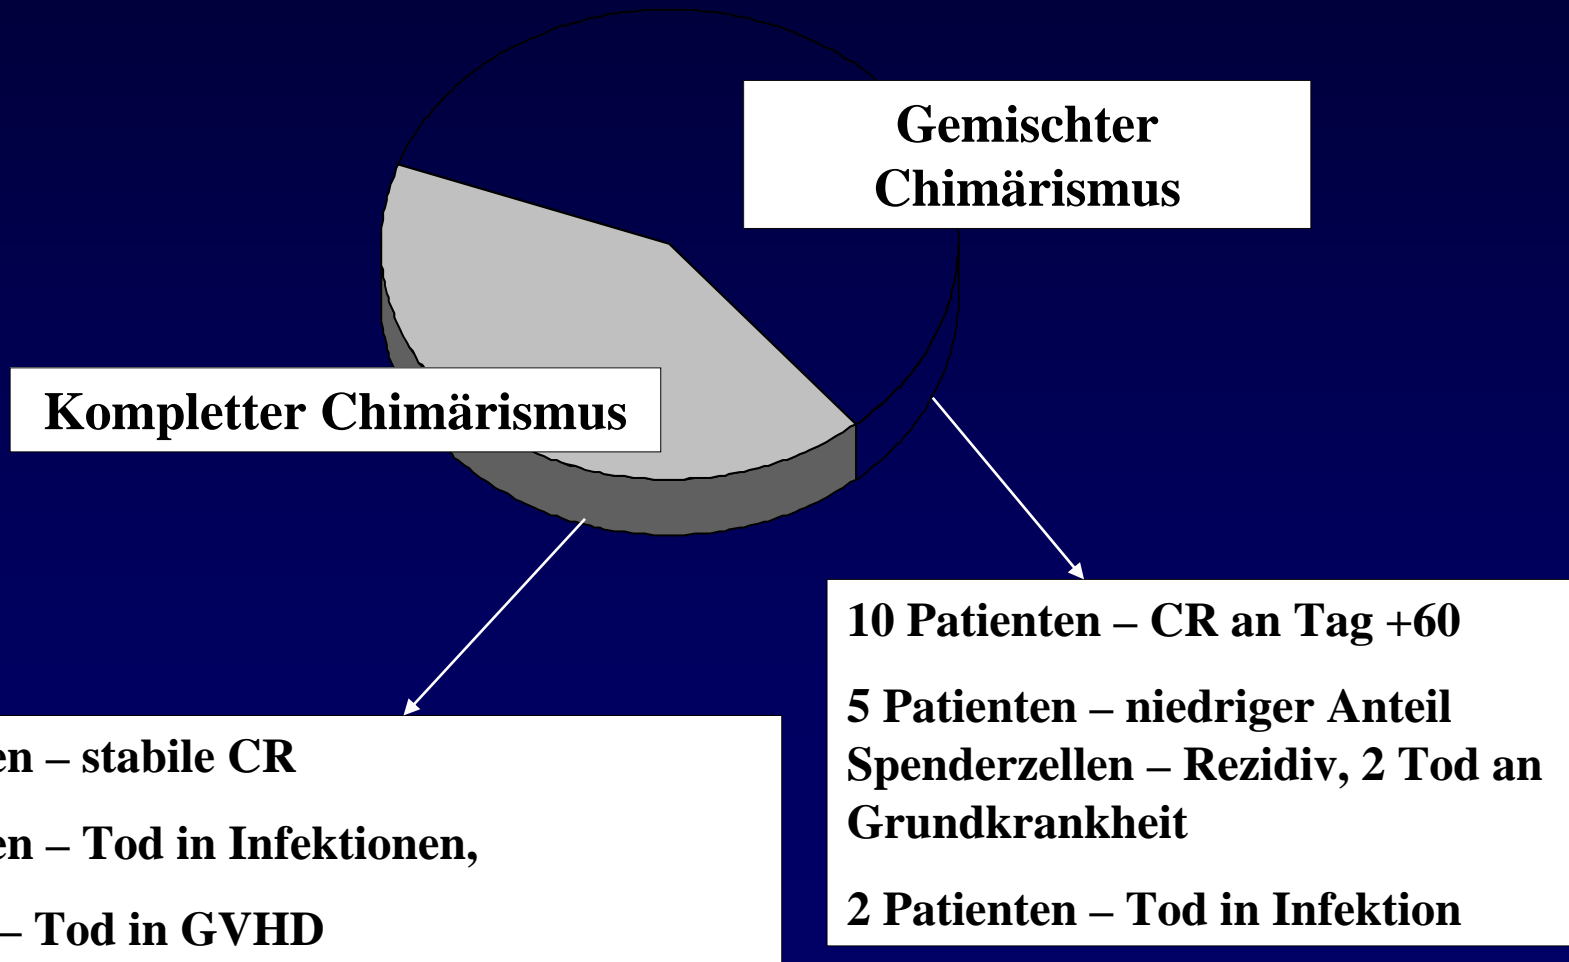 Gemischter
Chimärismus
Kompletter Chimärismus
10 Patienten – CR an Tag +60
5 Patienten – niedriger Anteil
Spenderzellen – Rezidiv, 2 Tod an
Grundkrankheit
2 Patienten – Tod in Infektion
en – stabile CR
en – Tod in Infektionen,
– Tod in GVHD